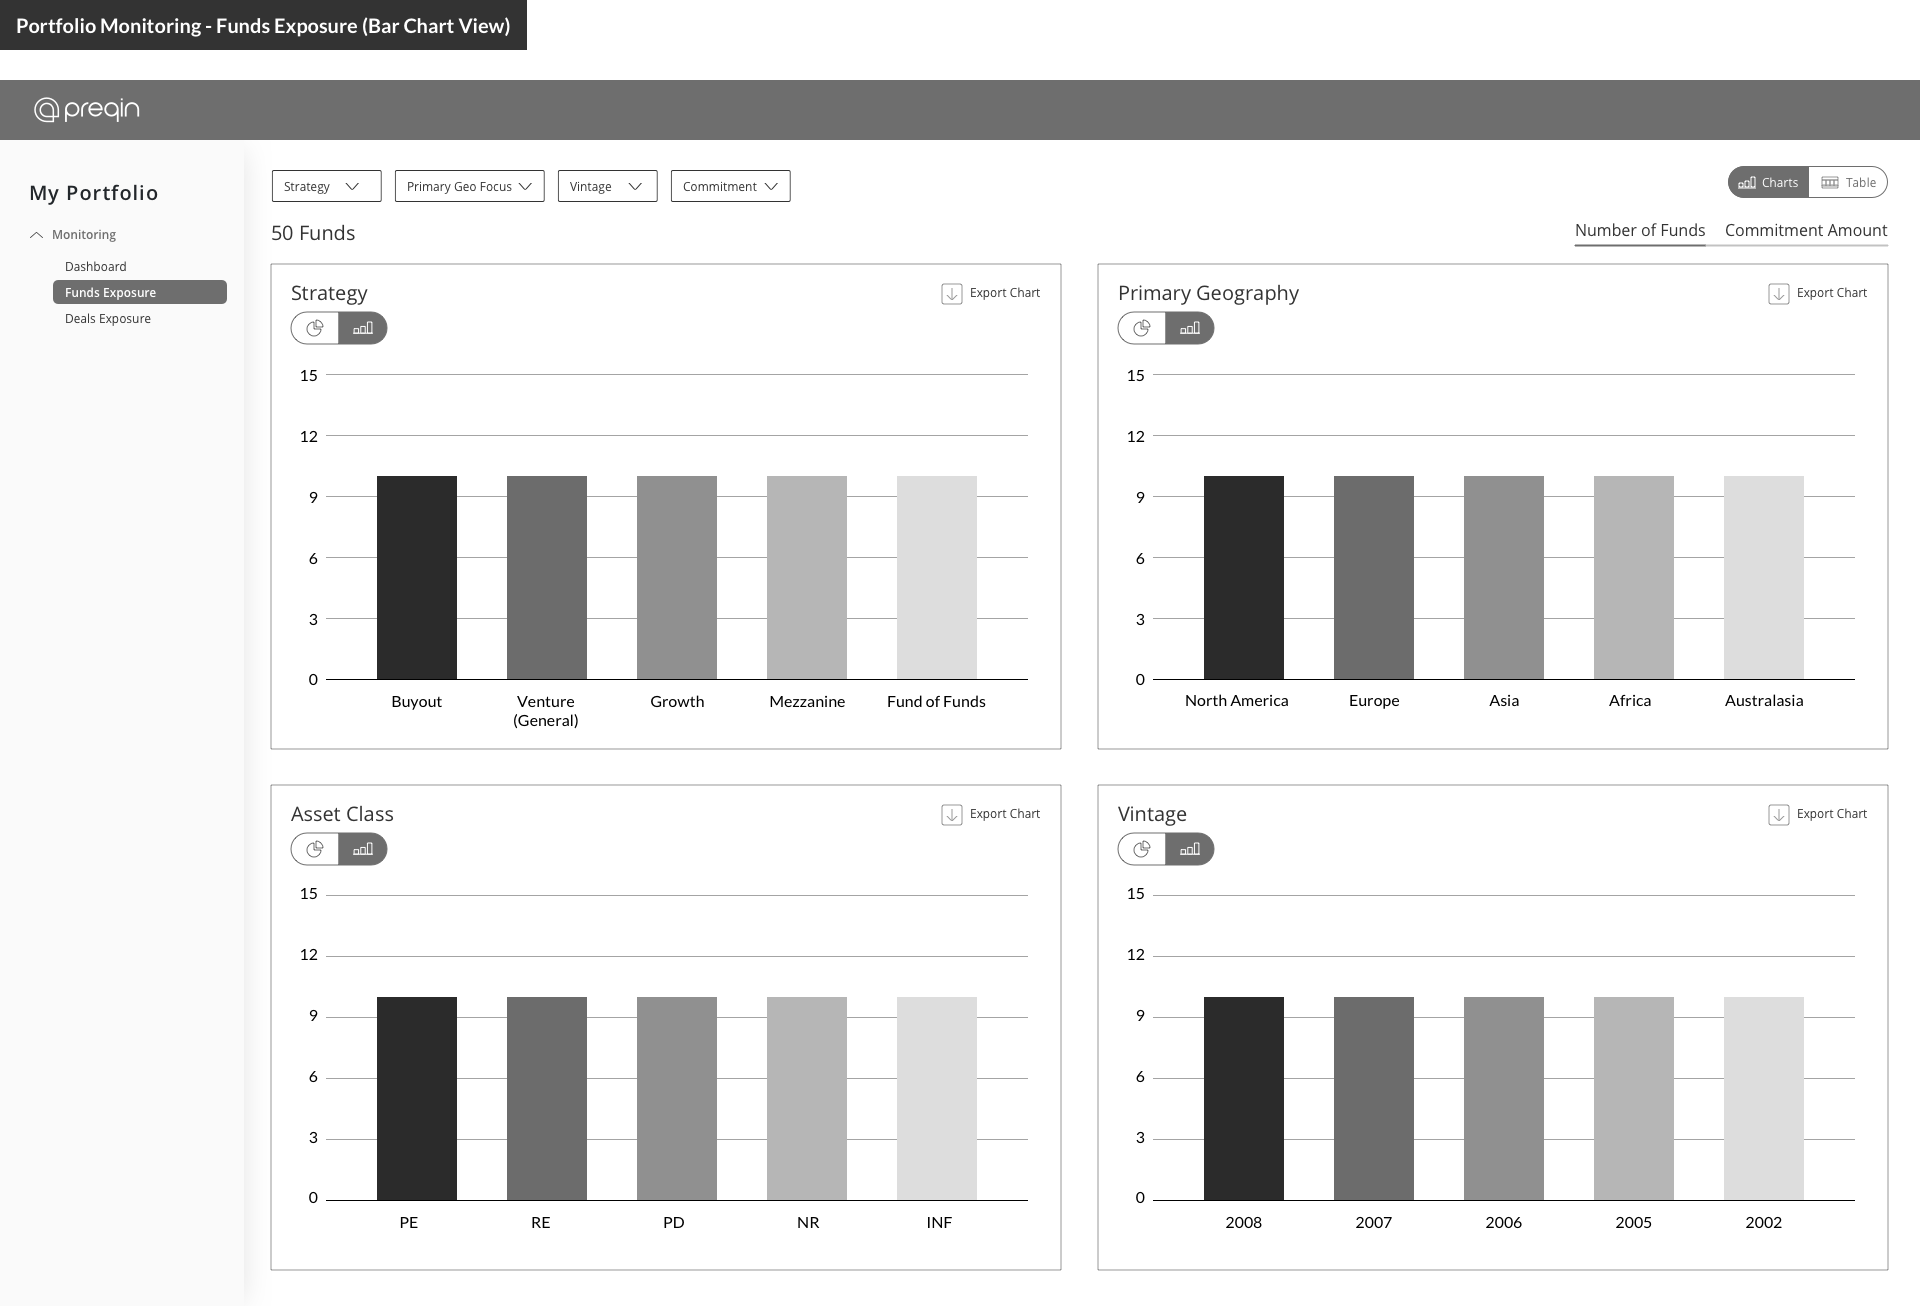 Portfolio Monitoring - Funds Exposure (Bar Chart View)
preqin
My Portfolio
Monitoring
Dashboard
Funds Exposure
Deals Exposure
Strategy
Primary Geo Focus
Vintage
Commitment
Charts
Table
50 Funds
Number of Funds
Commitment Amount
Strategy
Export Chart
15
12
9
6
3
0
Buyout
Venture
(General)
Growth
Mezzanine
Fund of Funds
Primary Geography
Export Chart
15
12
9
6
3
0
North America
Europe
Asia
Africa
Australasia
Asset Class
Export Chart
15
12
9
6
3
0
PE
RE
PD
NR
INF
Vintage
Export Chart
15
12
9
6
3
0
2008
2007
2006
2005
2002